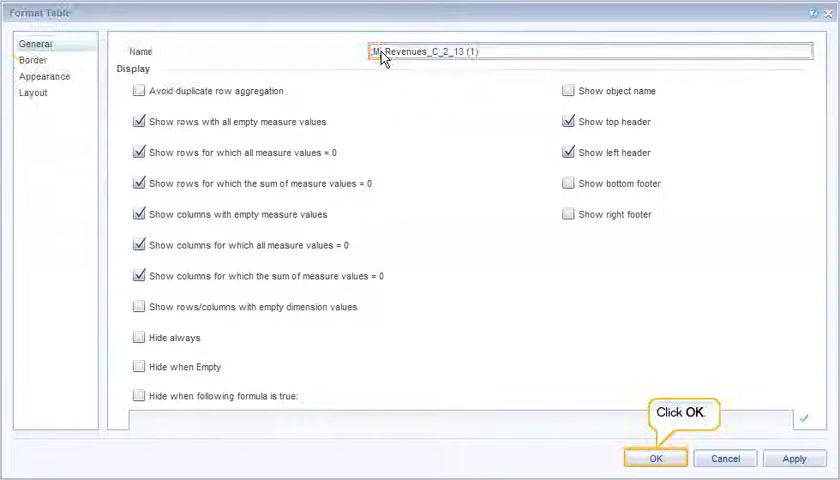 Format Table
General
Border
Appearance
Layout
Name
M_Revenues_C_2_13 (1)
Display
Avoid duplicate row aggregation
Show object name
Show rows with all empty measure values
Show top header
Show rows for which all measure values = 0
Show left header
Show rows for which the sum of measure values = 0
Show bottom footer
Show columns with empty measure values
Show right footer
Show columns for which all measure values = 0
Show columns for which the sum of measure values = 0
Show rows/columns with empty dimension values
Hide always
Hide when Empty
Hide when following formula is true:
Click OK.
OK
Cancel
Apply